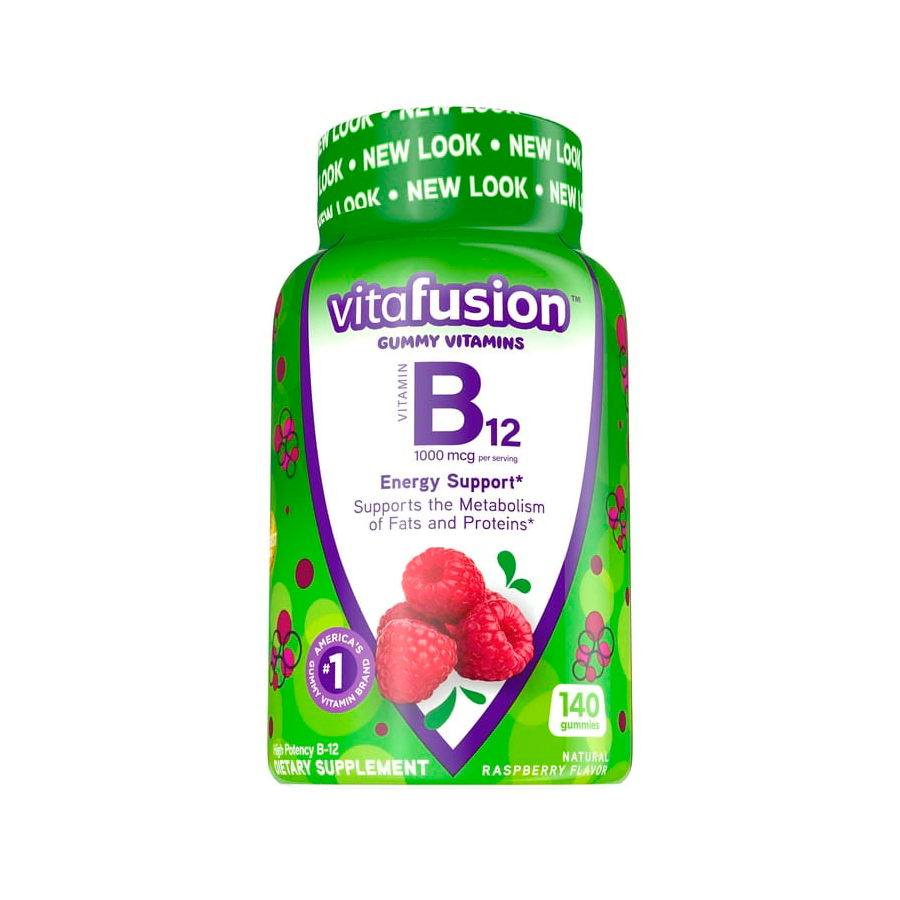 NEW LOOK
LOOK • NEW LOOK • NEW LOOK
NEW LOOK • NEW LOOK • NEW
vitafusion™
GUMMY VITAMINS
VITAMIN
B12
1000 mcg per serving
Energy Support*
Supports the Metabolism
of Fats and Proteins*
AMERICA'S
#1
GUMMY VITAMIN BRAND
140
gummies
High Potency B-12
DIETARY SUPPLEMENT
NATURAL
RASPBERRY FLAVOR